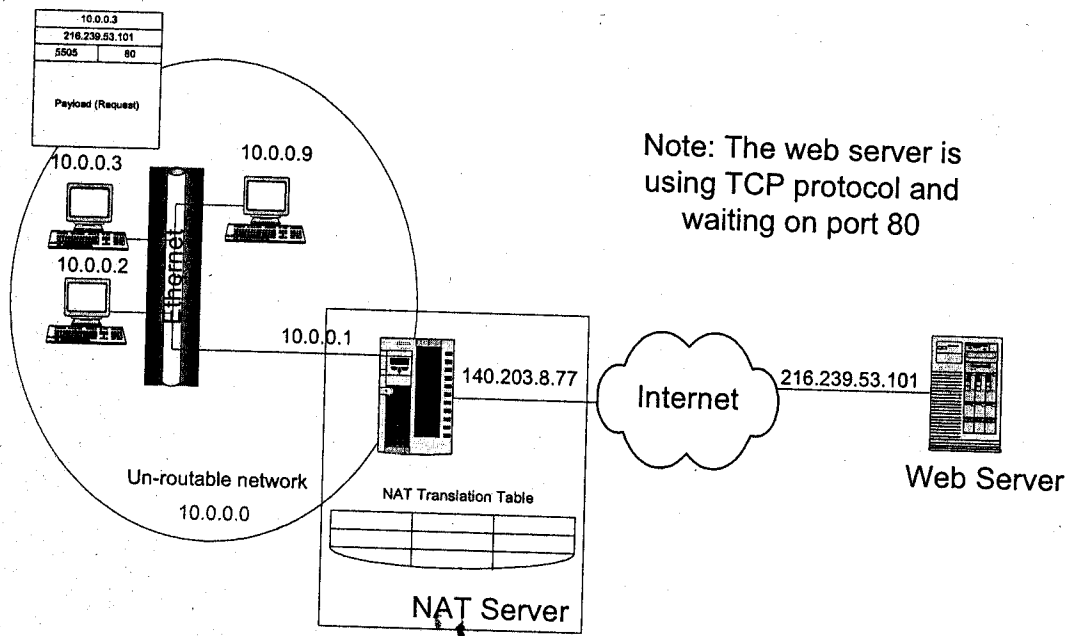 10.0.0.3
216.239.53.101
5505 80
Payload (Request)
10.0.0.3
10.0.0.9
Note: The web server is
using TCP protocol and
waiting on port 80
Ethernet
10.0.0.2
10.0.0.1
140.203.8.77
Internet
216.239.53.101
Web Server
Un-routable network
10.0.0.0
NAT Translation Table
NAT Server